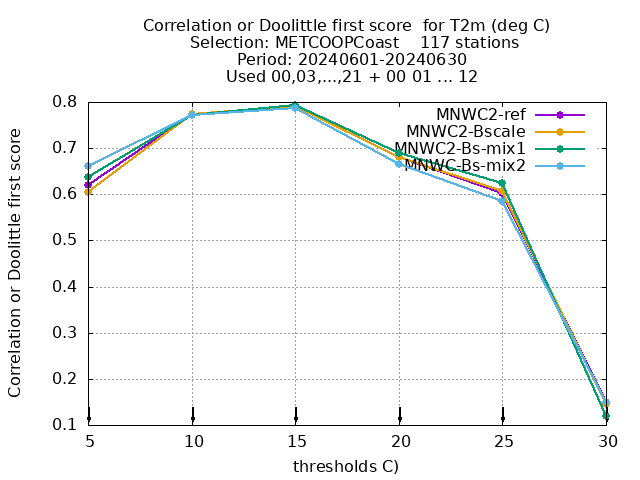 Correlation or Doolittle first score  for T2m (deg C)
Selection: METCOOPCoast    117 stations
Period: 20240601-20240630
Used 00,03,...,21 + 00 01 ... 12
Correlation or Doolittle first score
0.8
0.7
0.6
0.5
0.4
0.3
0.2
0.1
MNWC2-ref
MNWC2-Bscale
MNWC2-Bs-mix1
MNWC-Bs-mix2
5 10 15 20 25 30
thresholds C)